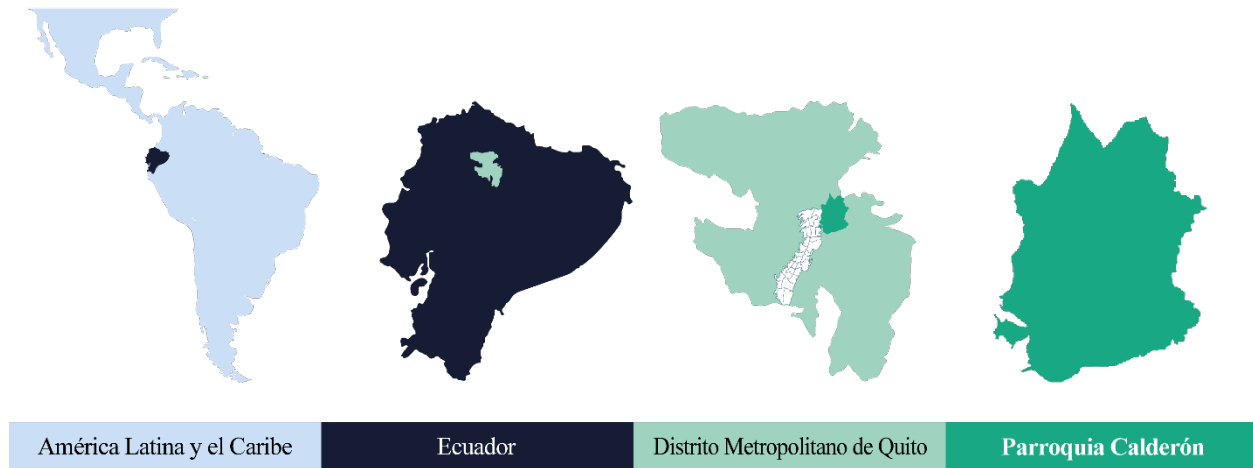 América Latina y el Caribe
Ecuador
Distrito Metropolitano de Quito
Parroquia Calderón